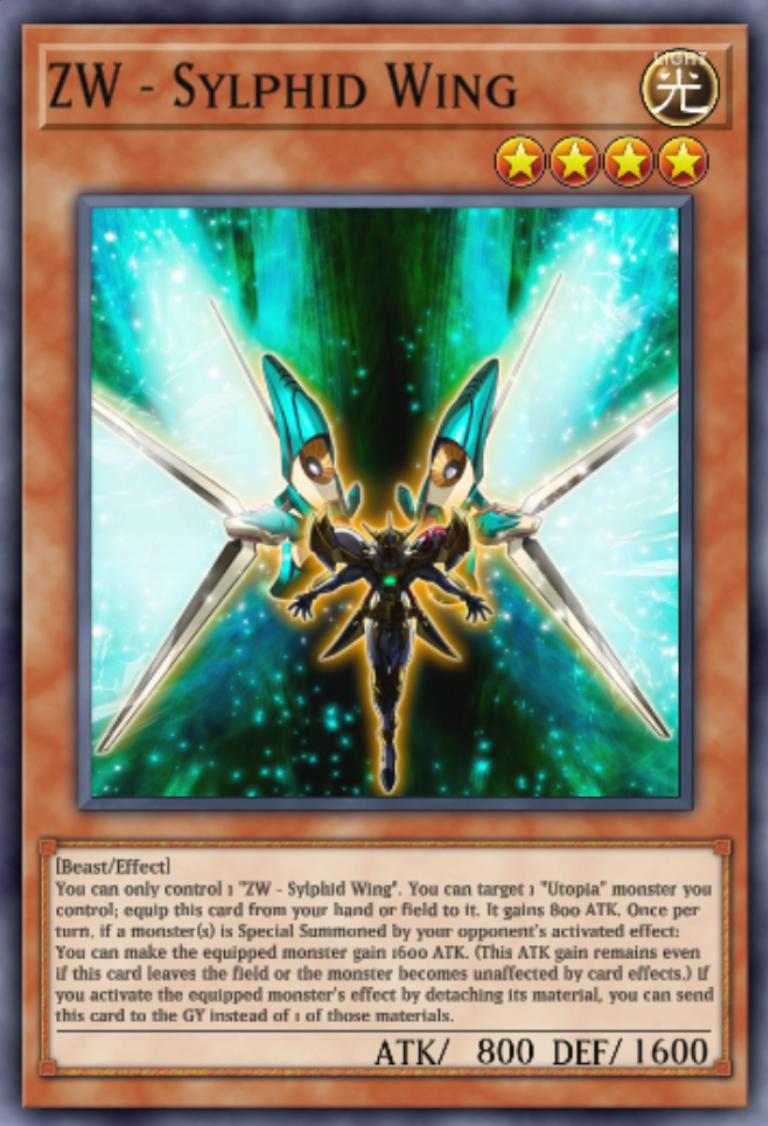 ZW - Sylphid Wing
LIGHT
光
[Beast/Effect]
You can only control 1 "ZW - Sylphid Wing". You can target 1 "Utopia" monster you
control; equip this card from your hand or field to it. It gains 800 ATK. Once per
turn, if a monster(s) is Special Summoned by your opponent's activated effect:
You can make the equipped monster gain 1600 ATK. (This ATK gain remains even
if this card leaves the field or the monster becomes unaffected by card effects.) If
you activate the equipped monster's effect by detaching its material, you can send
this card to the GY instead of 1 of those materials.
ATK/ 800 DEF/ 1600